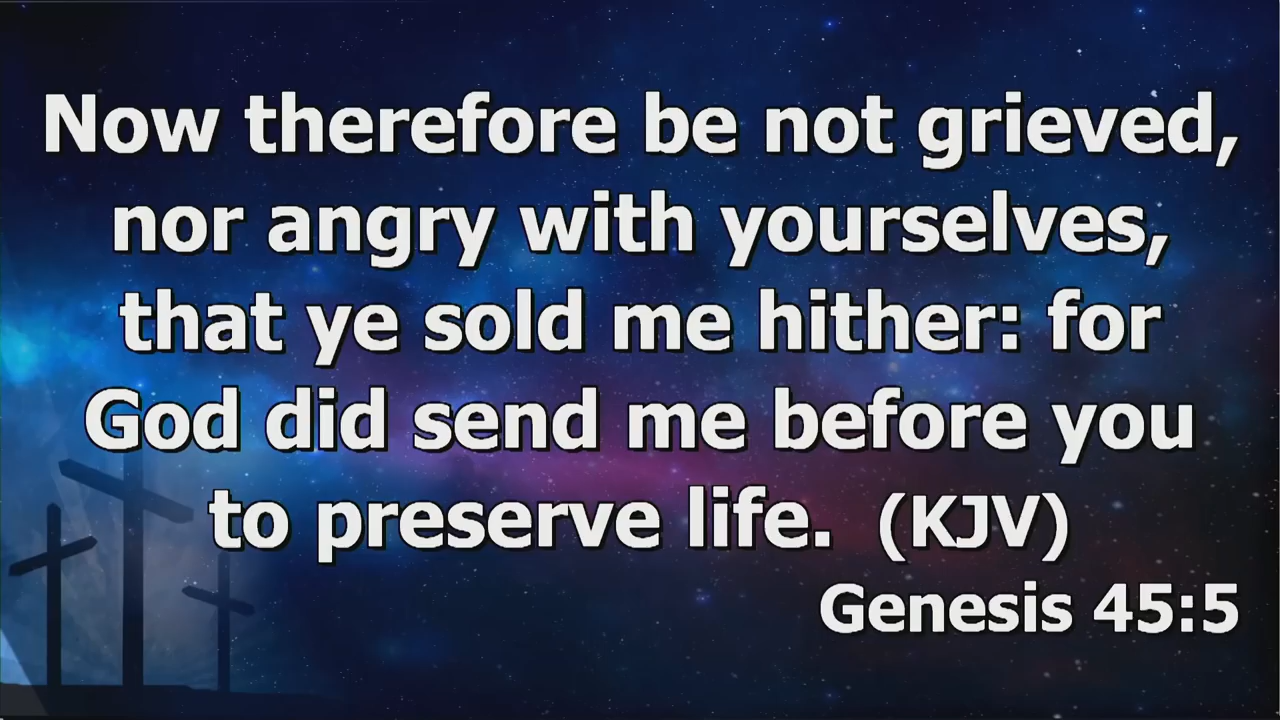 Now therefore be not grieved,
nor angry with yourselves,
that ye sold me hither: for
God did send me before you
to preserve life.  (KJV)
Genesis 45:5